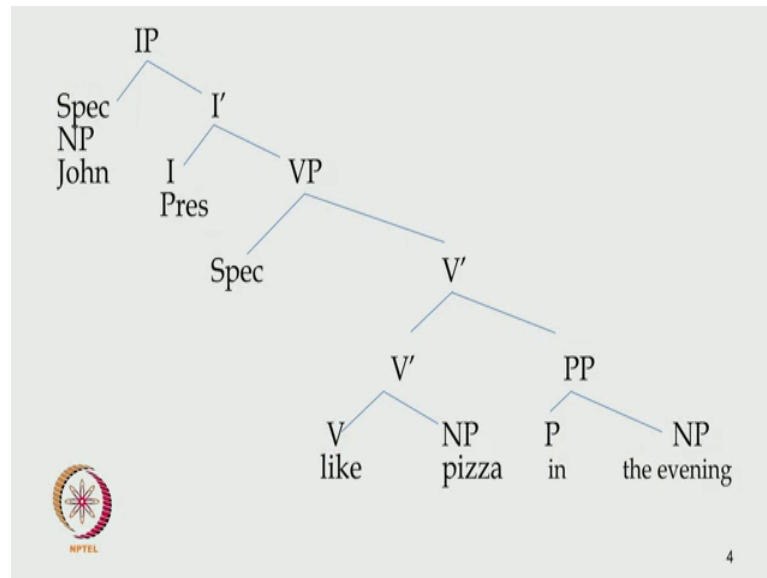 IP
Spec I′
NP
John I VP
Pres
Spec V′
V′ PP
V NP P NP
like pizza in the evening
NPTEL
4